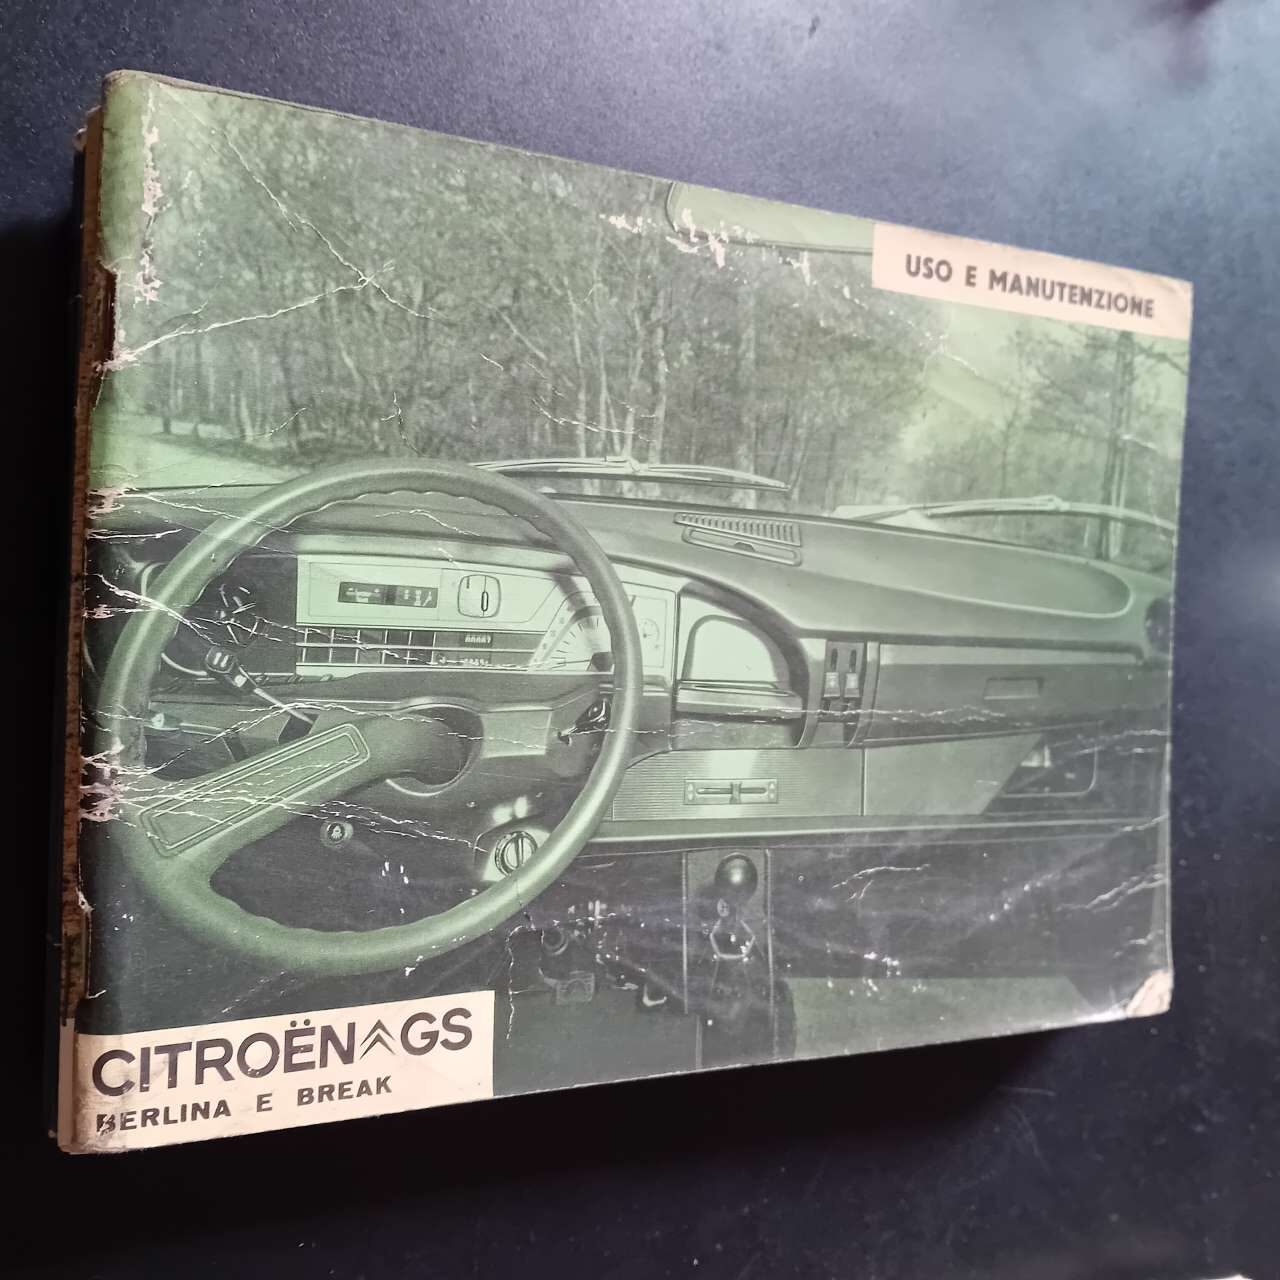 USO E MANUTENZIONE
CITROËN GS
BERLINA E BREAK